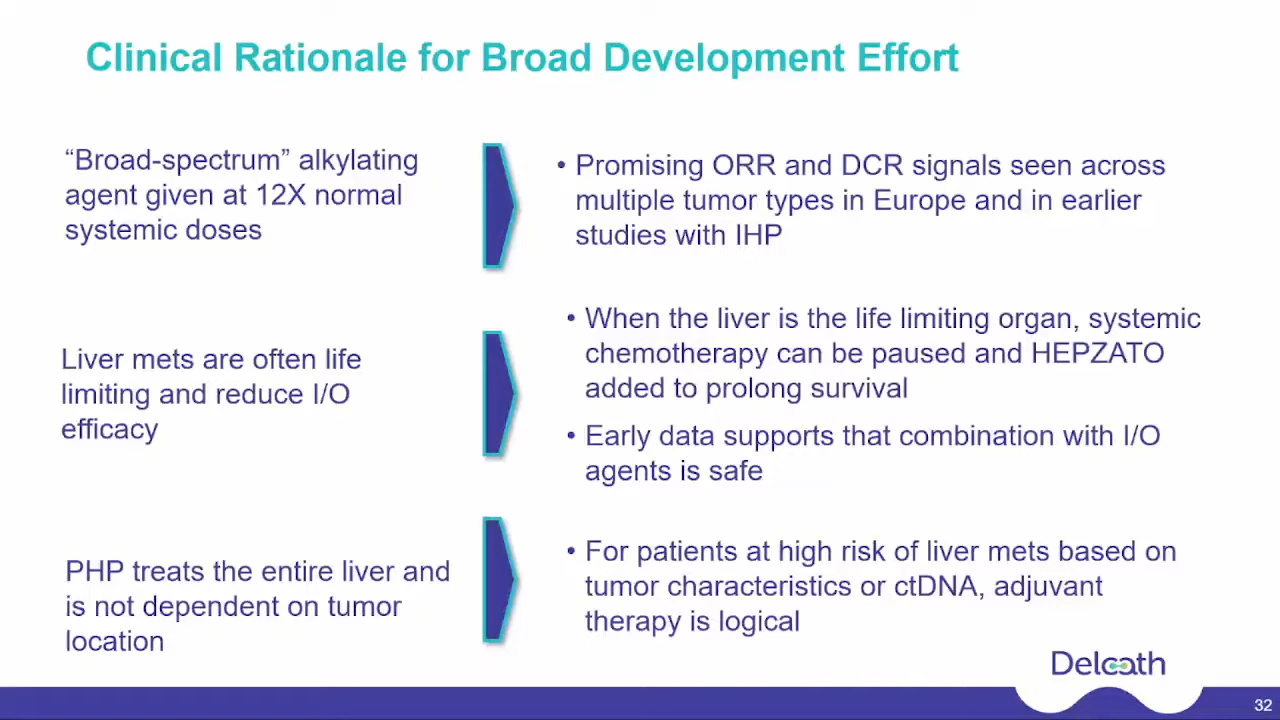 Clinical Rationale for Broad Development Effort
“Broad-spectrum” alkylating
agent given at 12X normal
systemic doses
• Promising ORR and DCR signals seen across
multiple tumor types in Europe and in earlier
studies with IHP
Liver mets are often life
limiting and reduce I/O
efficacy
• When the liver is the life limiting organ, systemic
chemotherapy can be paused and HEPZATO
added to prolong survival
• Early data supports that combination with I/O
agents is safe
PHP treats the entire liver and
is not dependent on tumor
location
• For patients at high risk of liver mets based on
tumor characteristics or ctDNA, adjuvant
therapy is logical
Delcath
32